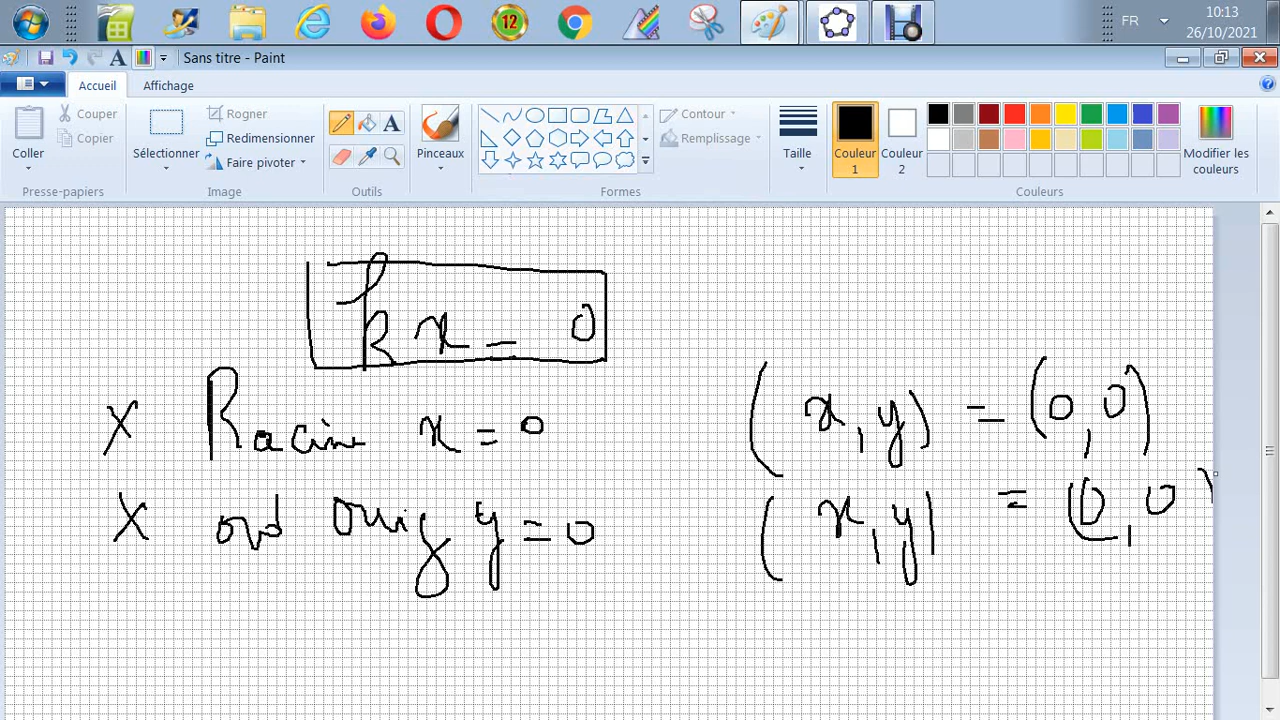 12
FR
10:13
26/10/2021
Sans titre - Paint
Accueil
Affichage
Coller
Couper
Copier
Presse-papiers
Sélectionner
Rogner
Redimensionner
Faire pivoter
Image
Outils
Pinceaux
Formes
Contour
Remplissage
Taille
Couleur 1
Couleur 2
Modifier les couleurs
Couleurs
x = 0
X Racine x = 0 (x, y) = (0, 0)
X ord Orig y = 0 (x, y) = (0, 0)